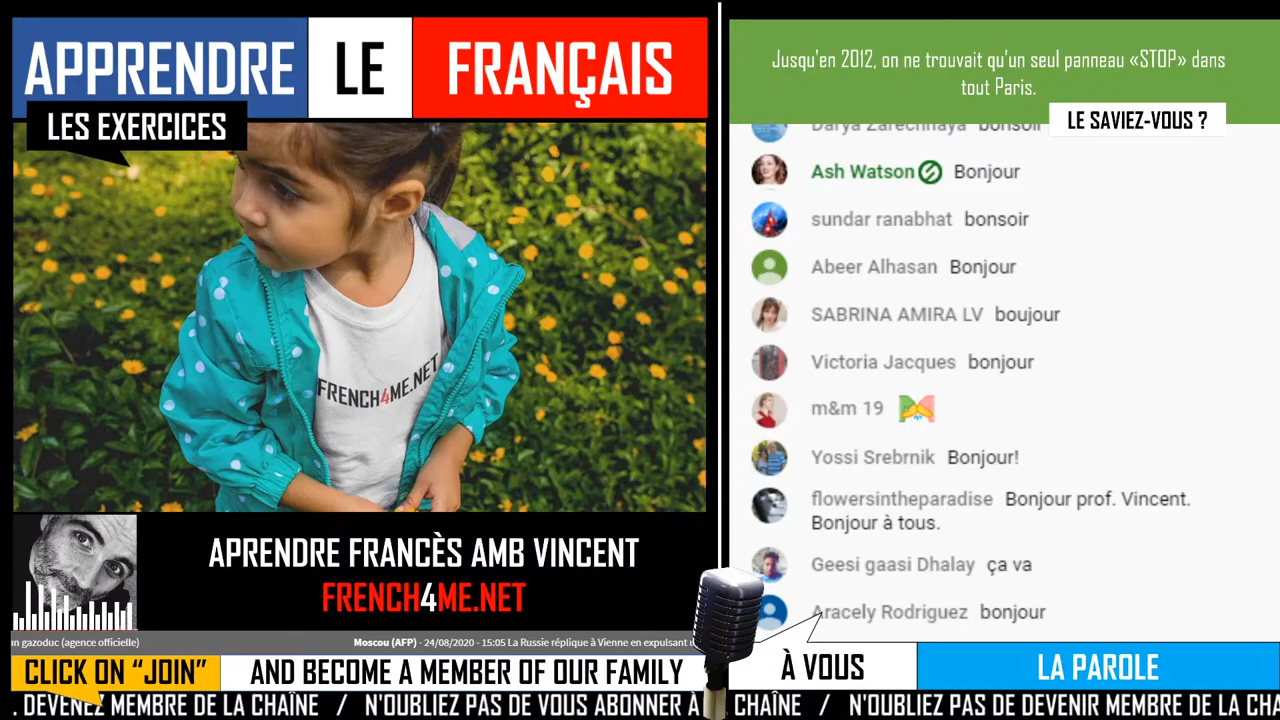 APPRENDRE LE FRANÇAIS
LES EXERCICES
FRENCH4ME.NET
APRENDRE FRANCÈS AMB VINCENT
FRENCH4ME.NET
gazoduc (agence officielle) Moscou (AFP) - 24/08/2020 - 15:05 La Russie réplique à Vienne en expulsant
CLICK ON “JOIN” AND BECOME A MEMBER OF OUR FAMILY
. DEVENEZ MEMBRE DE LA CHAÎNE / N'OUBLIEZ PAS DE VOUS ABONNER À CHAÎNE / N'OUBLIEZ PAS DE DEVENIR MEMBRE DE LA
Jusqu'en 2012, on ne trouvait qu'un seul panneau «STOP» dans
tout Paris.
LE SAVIEZ-VOUS ?
Darya Zarechnaya bonsoir
Ash Watson Bonjour
sundar ranabhat bonsoir
Abeer Alhasan Bonjour
SABRINA AMIRA LV boujour
Victoria Jacques bonjour
m&m 19
Yossi Srebrnik Bonjour!
flowersintheparadise Bonjour prof. Vincent.
Bonjour à tous.
Geesi gaasi Dhalay ça va
Aracely Rodriguez bonjour
À VOUS LA PAROLE